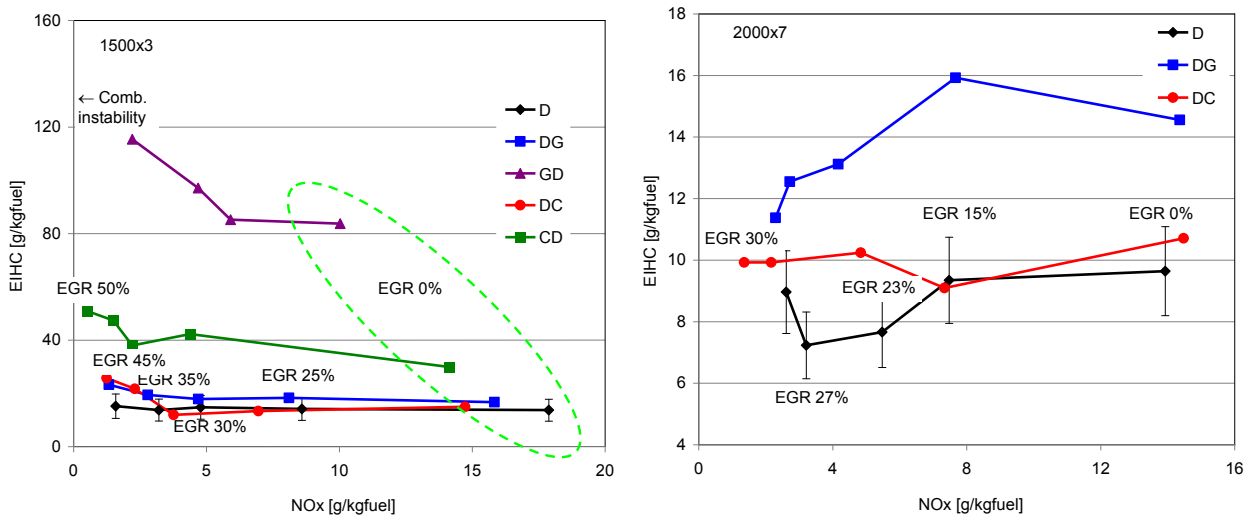 1500x3
← Comb.
instability
D
DG
GD
DC
CD
EGR 50%
EGR 0%
EGR 45%
EGR 35%
EGR 25%
EGR 30%
160
120
80
40
0
0 5 10 15 20
EIHC [g/kgfuel]
NOx [g/kgfuel]
2000x7
D
DG
DC
EGR 15%
EGR 0%
EGR 30%
EGR 23%
EGR 27%
18
16
14
12
10
8
6
4
0 4 8 12 16
EIHC [g/kgfuel]
NOx [g/kgfuel]